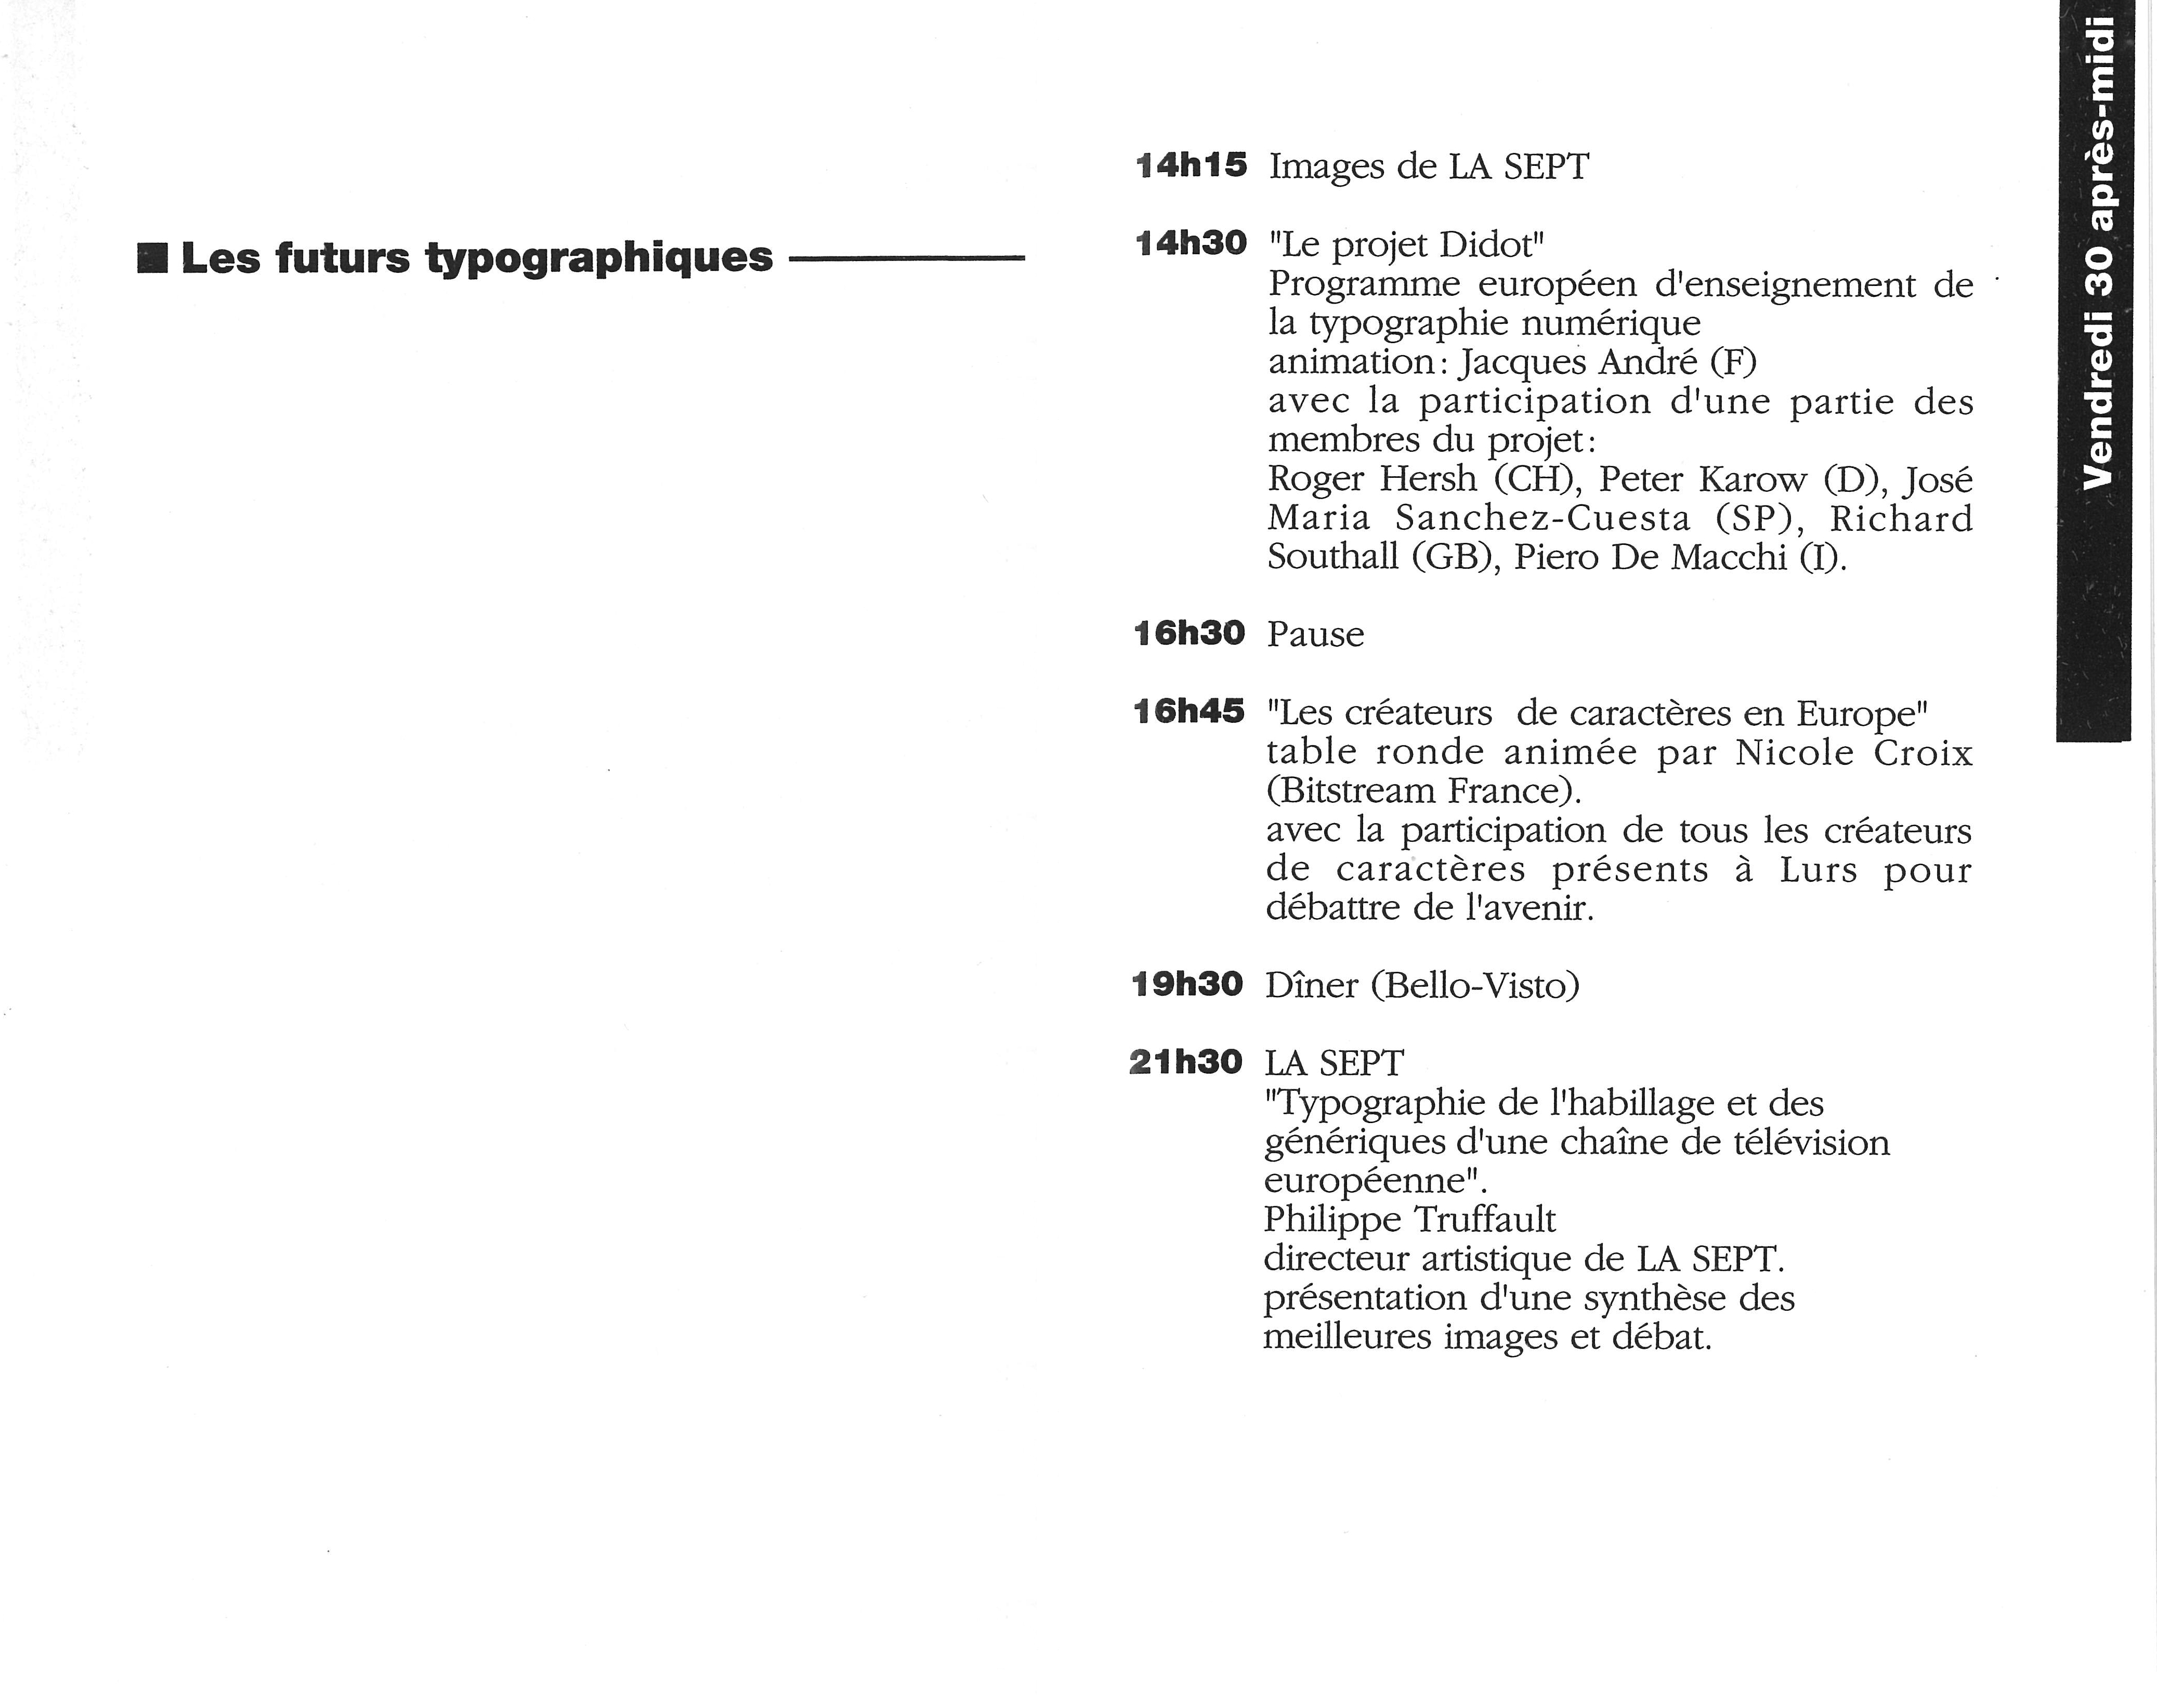 Vendredi 30 après-midi
■ Les futurs typographiques
14h15 Images de LA SEPT
14h30 "Le projet Didot"
Programme européen d'enseignement de
la typographie numérique
animation: Jacques André (F)
avec la participation d'une partie des
membres du projet:
Roger Hersh (CH), Peter Karow (D), José
Maria Sanchez-Cuesta (SP), Richard
Southall (GB), Piero De Macchi (I).
16h30 Pause
16h45 "Les créateurs de caractères en Europe"
table ronde animée par Nicole Croix
(Bitstream France).
avec la participation de tous les créateurs
de caractères présents à Lurs pour
débattre de l'avenir.
19h30 Dîner (Bello-Visto)
21h30 LA SEPT
"Typographie de l'habillage et des
génériques d'une chaîne de télévision
européenne".
Philippe Truffault
directeur artistique de LA SEPT.
présentation d'une synthèse des
meilleures images et débat.